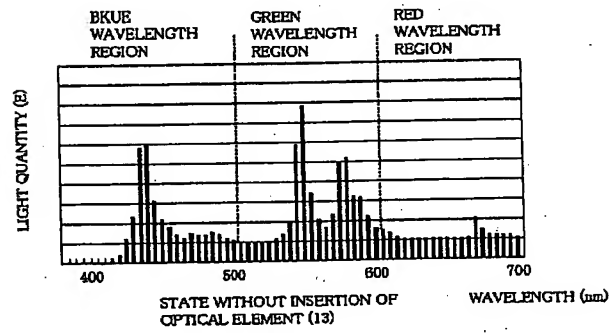 BKUE
WAVELENGTH
REGION
GREEN
WAVELENGTH
REGION
RED
WAVELENGTH
REGION
LIGHT QUANTITY (E)
400
500
600
700
STATE WITHOUT INSERTION OF
OPTICAL ELEMENT (13)
WAVELENGTH (nm)